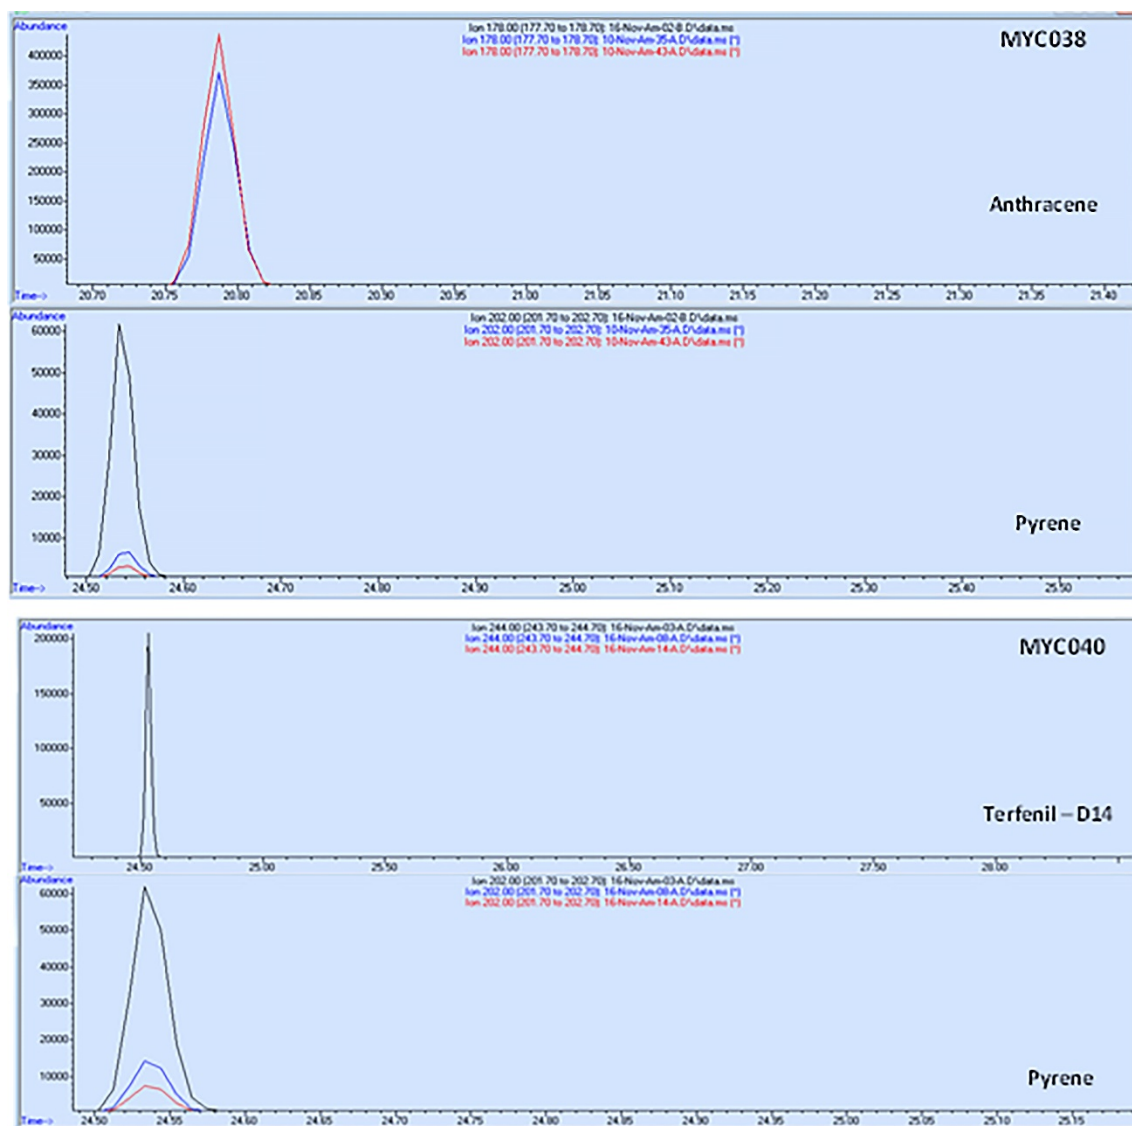 Abundance
Ion 178.00 (177.70 to 178.70): 16-Nov-Am-02-B.D\data.ms
Ion 178.00 (177.70 to 178.70): 10-Nov-Am-35-A.D\data.ms (*)
Ion 178.00 (177.70 to 178.70): 10-Nov-Am-43-A.D\data.ms (*)
MYC038
400000
350000
300000
250000
200000
150000
100000
50000
Anthracene
Time-->
20.70 20.75 20.80 20.85 20.90 20.95 21.00 21.05 21.10 21.15 21.20 21.25 21.30 21.35 21.40
Abundance
Ion 202.00 (201.70 to 202.70): 16-Nov-Am-02-B.D\data.ms
Ion 202.00 (201.70 to 202.70): 10-Nov-Am-35-A.D\data.ms (*)
Ion 202.00 (201.70 to 202.70): 10-Nov-Am-43-A.D\data.ms (*)
60000
50000
40000
30000
20000
10000
Pyrene
Time-->
24.50 24.60 24.70 24.80 24.90 25.00 25.10 25.20 25.30 25.40 25.50
Abundance
Ion 244.00 (243.70 to 244.70): 16-Nov-Am-03-A.D\data.ms
Ion 244.00 (243.70 to 244.70): 16-Nov-Am-08-A.D\data.ms (*)
Ion 244.00 (243.70 to 244.70): 16-Nov-Am-14-A.D\data.ms (*)
MYC040
200000
150000
100000
50000
Terfenil – D14
Time-->
24.50 25.00 25.50 26.00 26.50 27.00 27.50 28.00
Abundance
Ion 202.00 (201.70 to 202.70): 16-Nov-Am-03-A.D\data.ms
Ion 202.00 (201.70 to 202.70): 16-Nov-Am-08-A.D\data.ms (*)
Ion 202.00 (201.70 to 202.70): 16-Nov-Am-14-A.D\data.ms (*)
60000
50000
40000
30000
20000
10000
Pyrene
Time-->
24.50 24.55 24.60 24.65 24.70 24.75 24.80 24.85 24.90 24.95 25.00 25.05 25.10 25.15